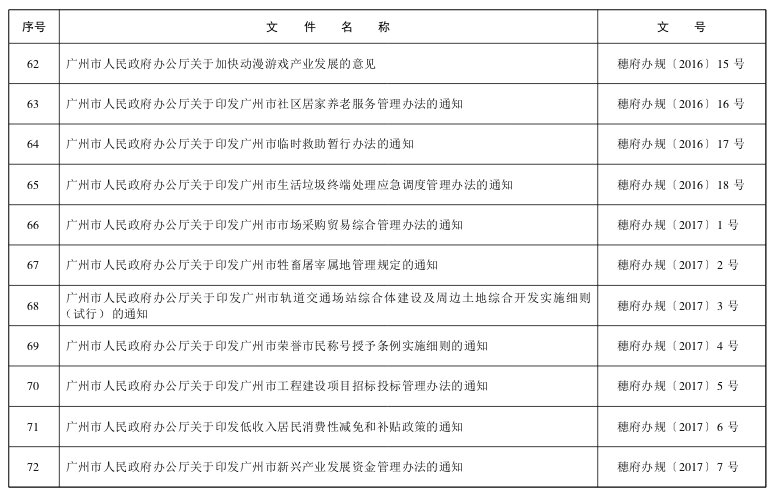 序号 文 件 名 称 文 号
62 广州市人民政府办公厅关于加快动漫游戏产业发展的意见 穗府办规〔2016〕15 号
63 广州市人民政府办公厅关于印发广州市社区居家养老服务管理办法的通知 穗府办规〔2016〕16 号
64 广州市人民政府办公厅关于印发广州市临时救助暂行办法的通知 穗府办规〔2016〕17 号
65 广州市人民政府办公厅关于印发广州市生活垃圾终端处理应急调度管理办法的通知 穗府办规〔2016〕18 号
66 广州市人民政府办公厅关于印发广州市市场采购贸易综合管理办法的通知 穗府办规〔2017〕1 号
67 广州市人民政府办公厅关于印发广州市牲畜屠宰属地管理规定的通知 穗府办规〔2017〕2 号
68 广州市人民政府办公厅关于印发广州市轨道交通场站综合体建设及周边土地综合开发实施细则
（试行）的通知 穗府办规〔2017〕3 号
69 广州市人民政府办公厅关于印发广州市荣誉市民称号授予条例实施细则的通知 穗府办规〔2017〕4 号
70 广州市人民政府办公厅关于印发广州市工程建设项目招标投标管理办法的通知 穗府办规〔2017〕5 号
71 广州市人民政府办公厅关于印发低收入居民消费性减免和补贴政策的通知 穗府办规〔2017〕6 号
72 广州市人民政府办公厅关于印发广州市新兴产业发展资金管理办法的通知 穗府办规〔2017〕7 号